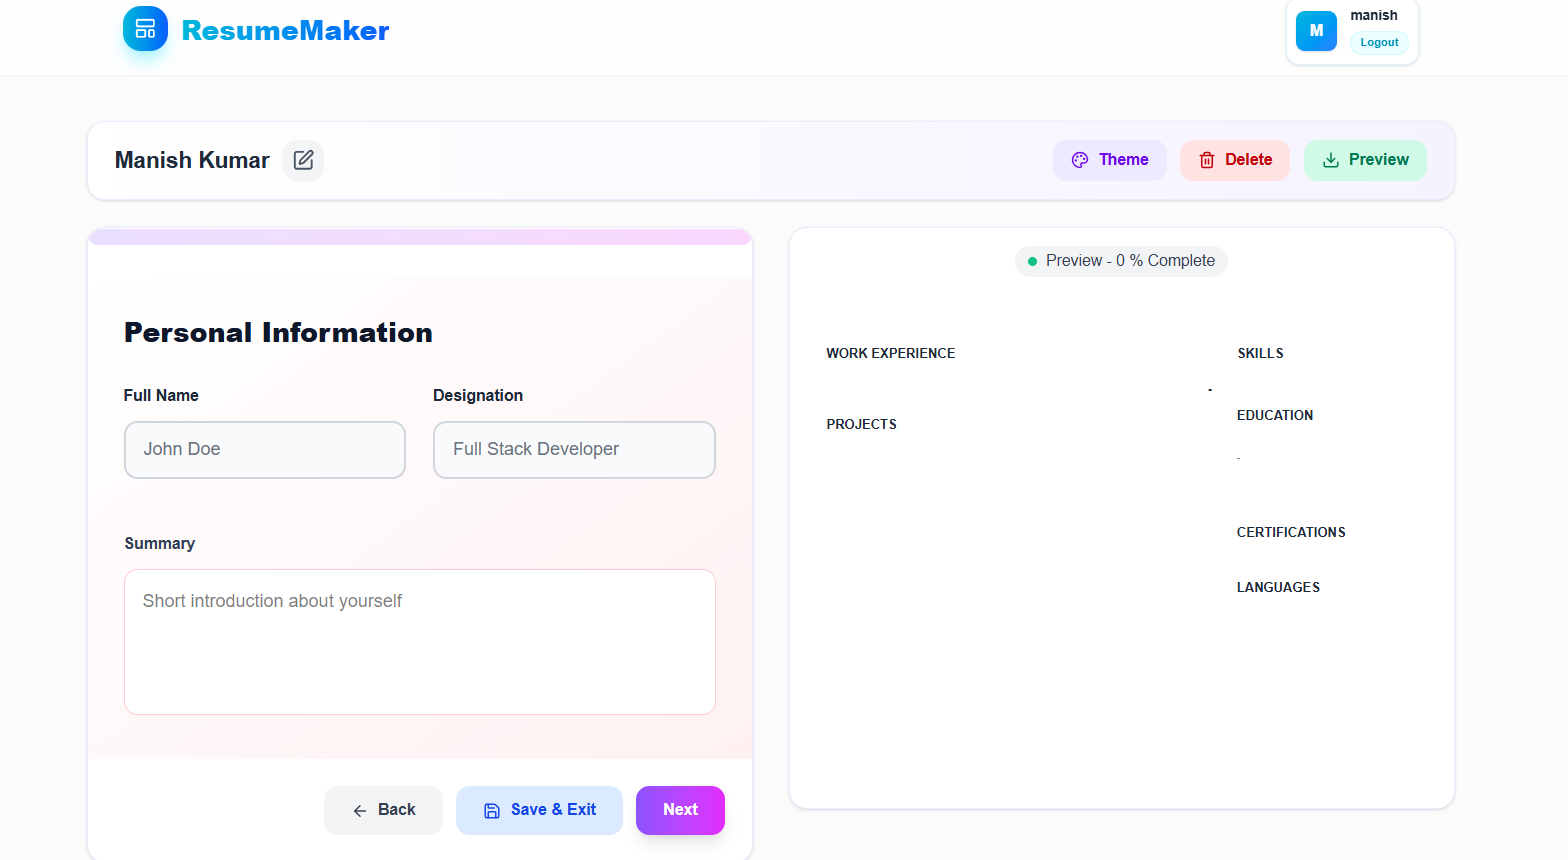 ResumeMaker
M
manish
Logout
Manish Kumar
Theme
Delete
Preview
Personal Information
Full Name
Designation
John Doe
Full Stack Developer
Summary
Short introduction about yourself
Back
Save & Exit
Next
Preview - 0 % Complete
WORK EXPERIENCE
-
PROJECTS
SKILLS
EDUCATION
-
CERTIFICATIONS
LANGUAGES